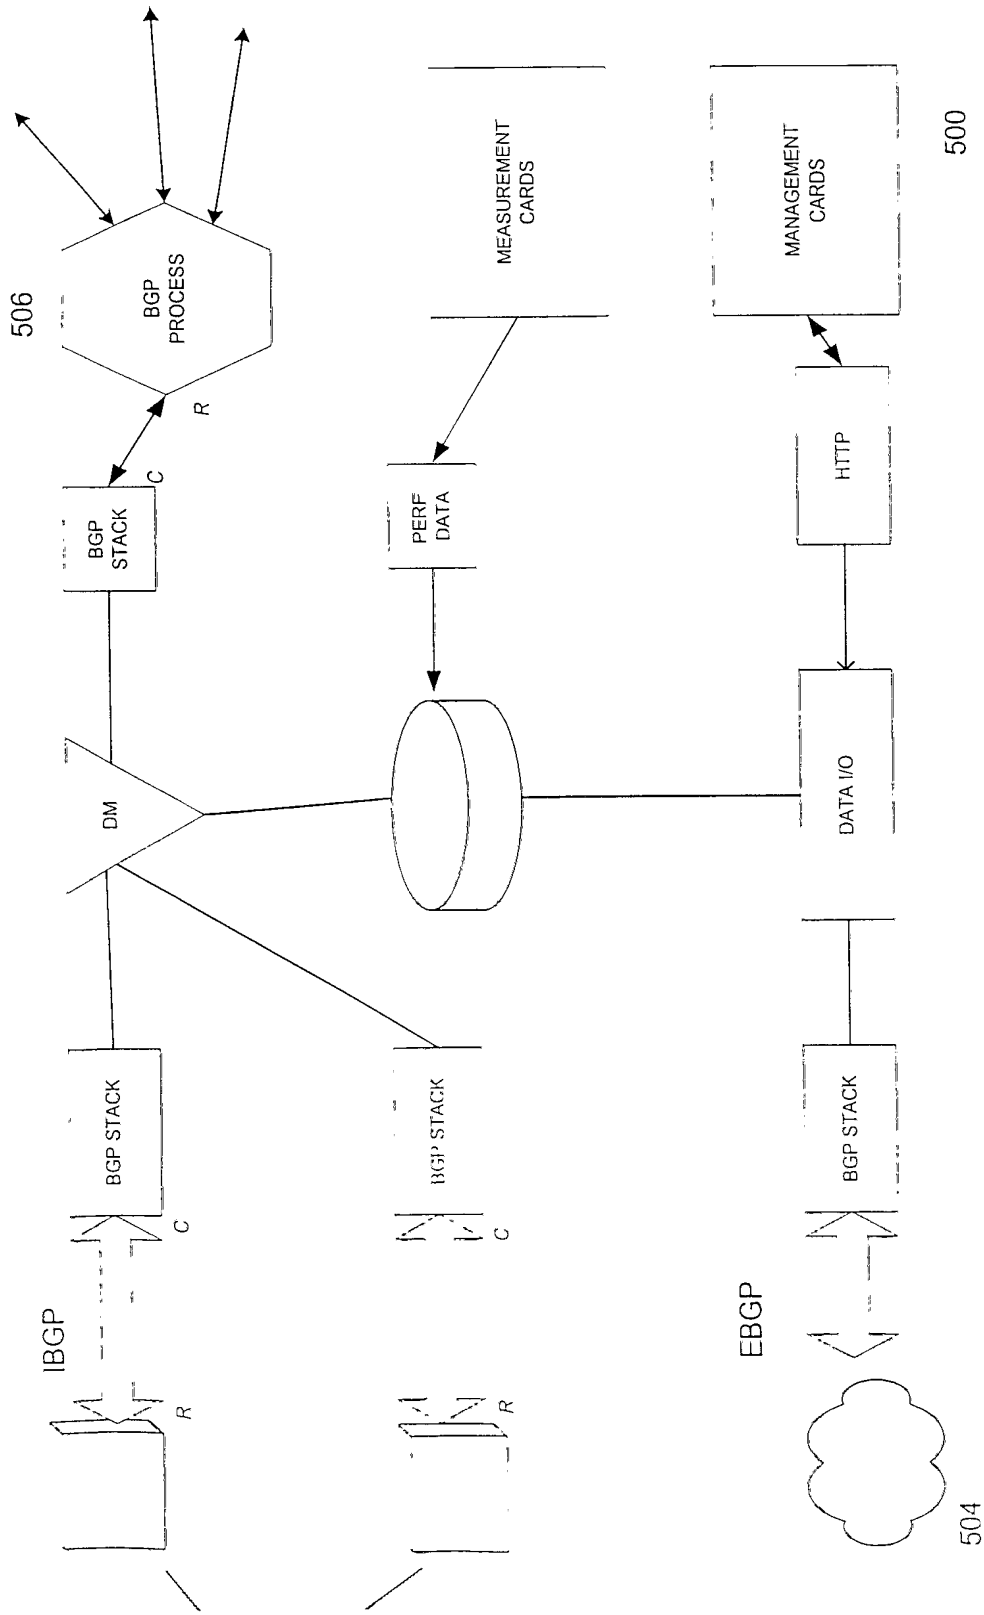 IBGP
R
C
BGP STACK
DM
BGP
STACK
C
R
BGP
PROCESS
506
R
C
BGP STACK
PERF
DATA
MEASUREMENT
CARDS
EBGP
504
BGP STACK
DATA I/O
HTTP
MANAGEMENT
CARDS
500